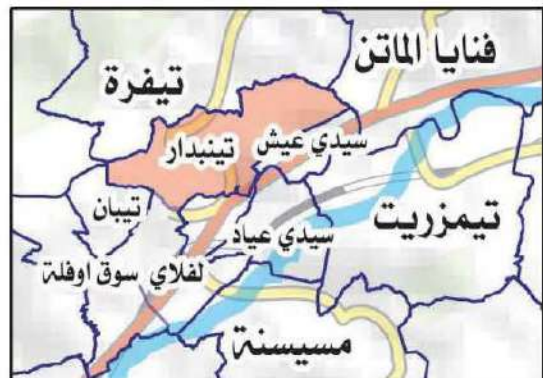 فنايا الماتن
تيفرة
سيدي عيش
تينبدار
تيبان
تيمزريت
سيدي عياد
لفلاي سوق اوفلة
مسيسنة